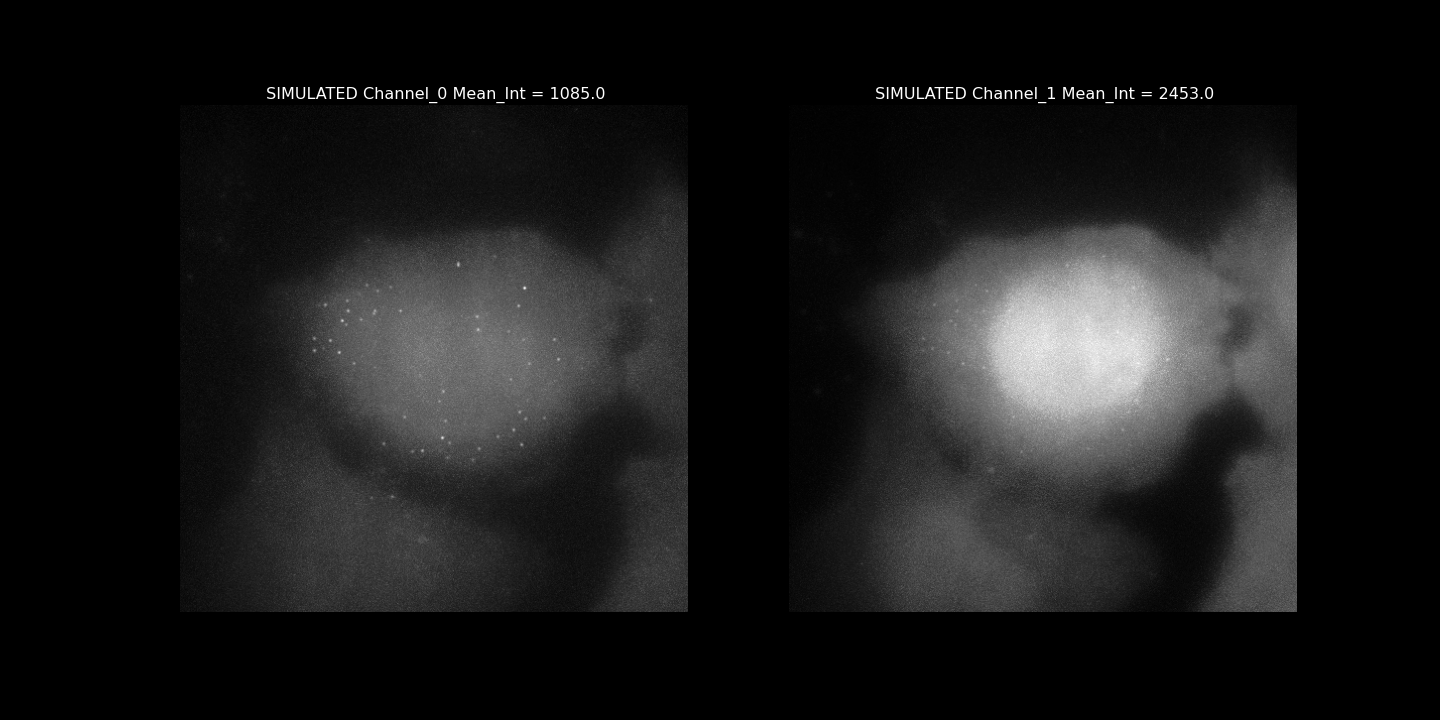 SIMULATED Channel_0 Mean_Int = 1085.0
SIMULATED Channel_1 Mean_Int = 2453.0